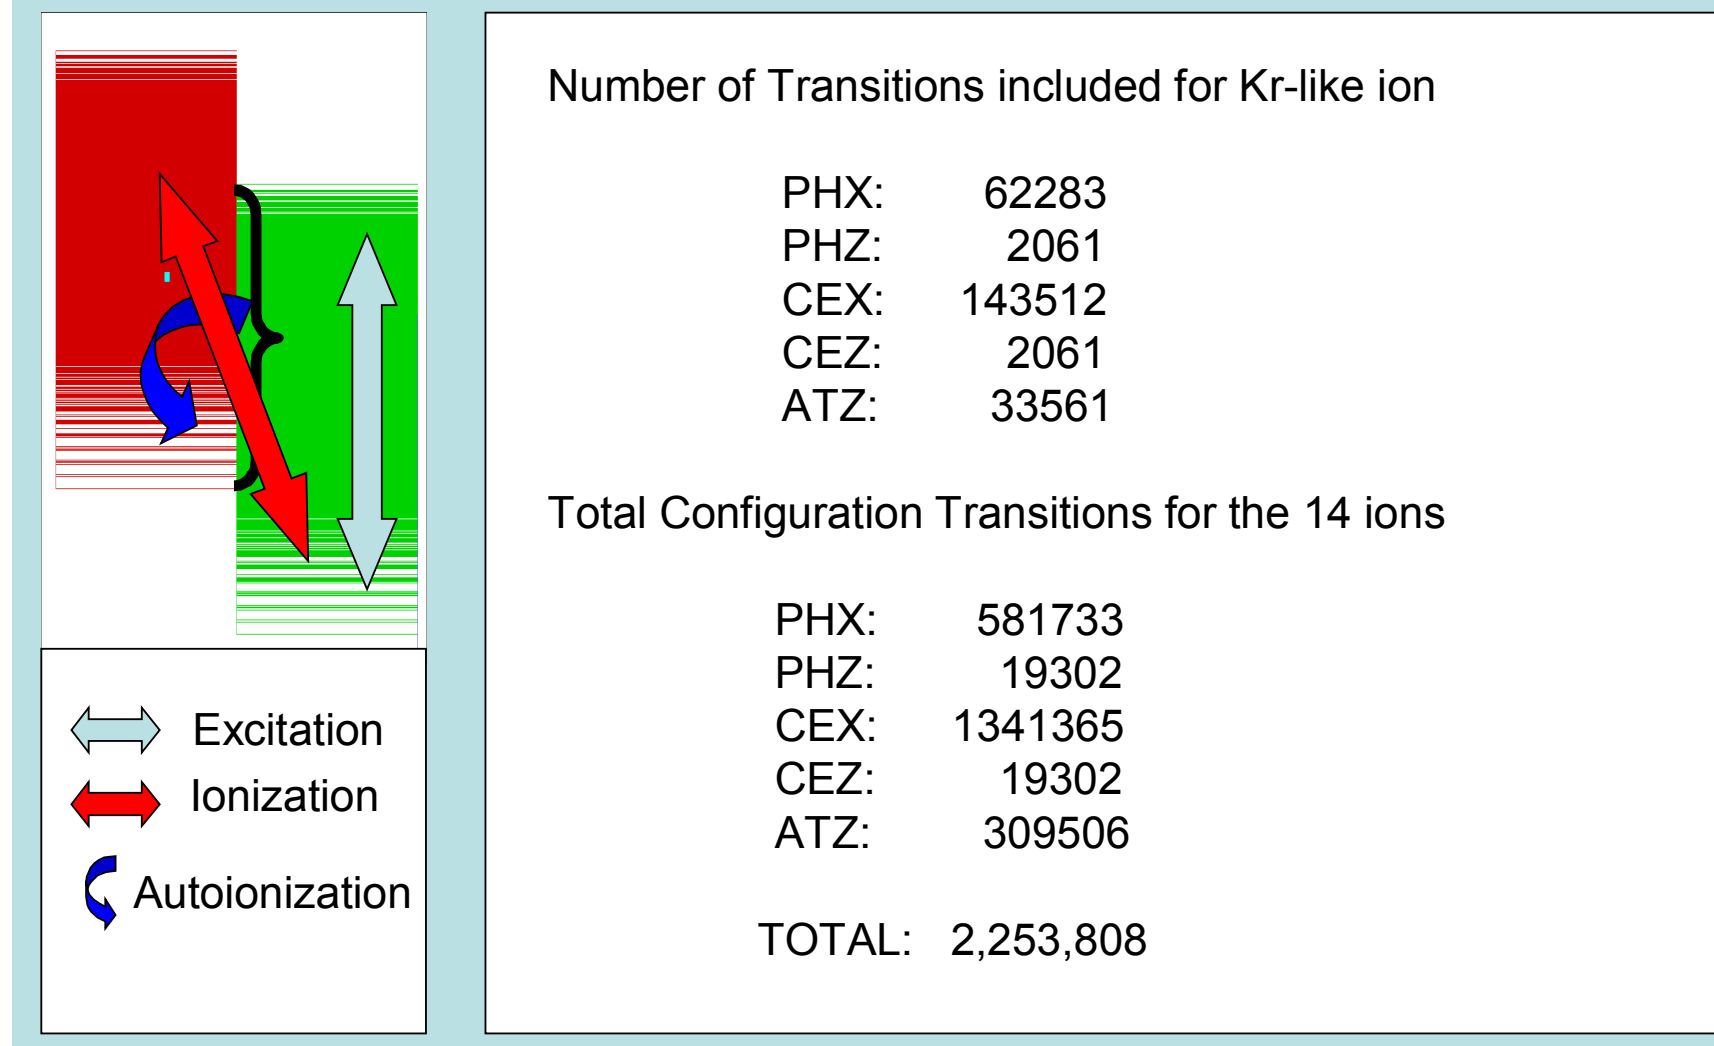 Number of Transitions included for Kr-like ion
PHX: 62283
PHZ: 2061
CEX: 143512
CEZ: 2061
ATZ: 33561
Total Configuration Transitions for the 14 ions
PHX: 581733
PHZ: 19302
CEX: 1341365
CEZ: 19302
ATZ: 309506
TOTAL: 2,253,808
Excitation
Ionization
Autoionization